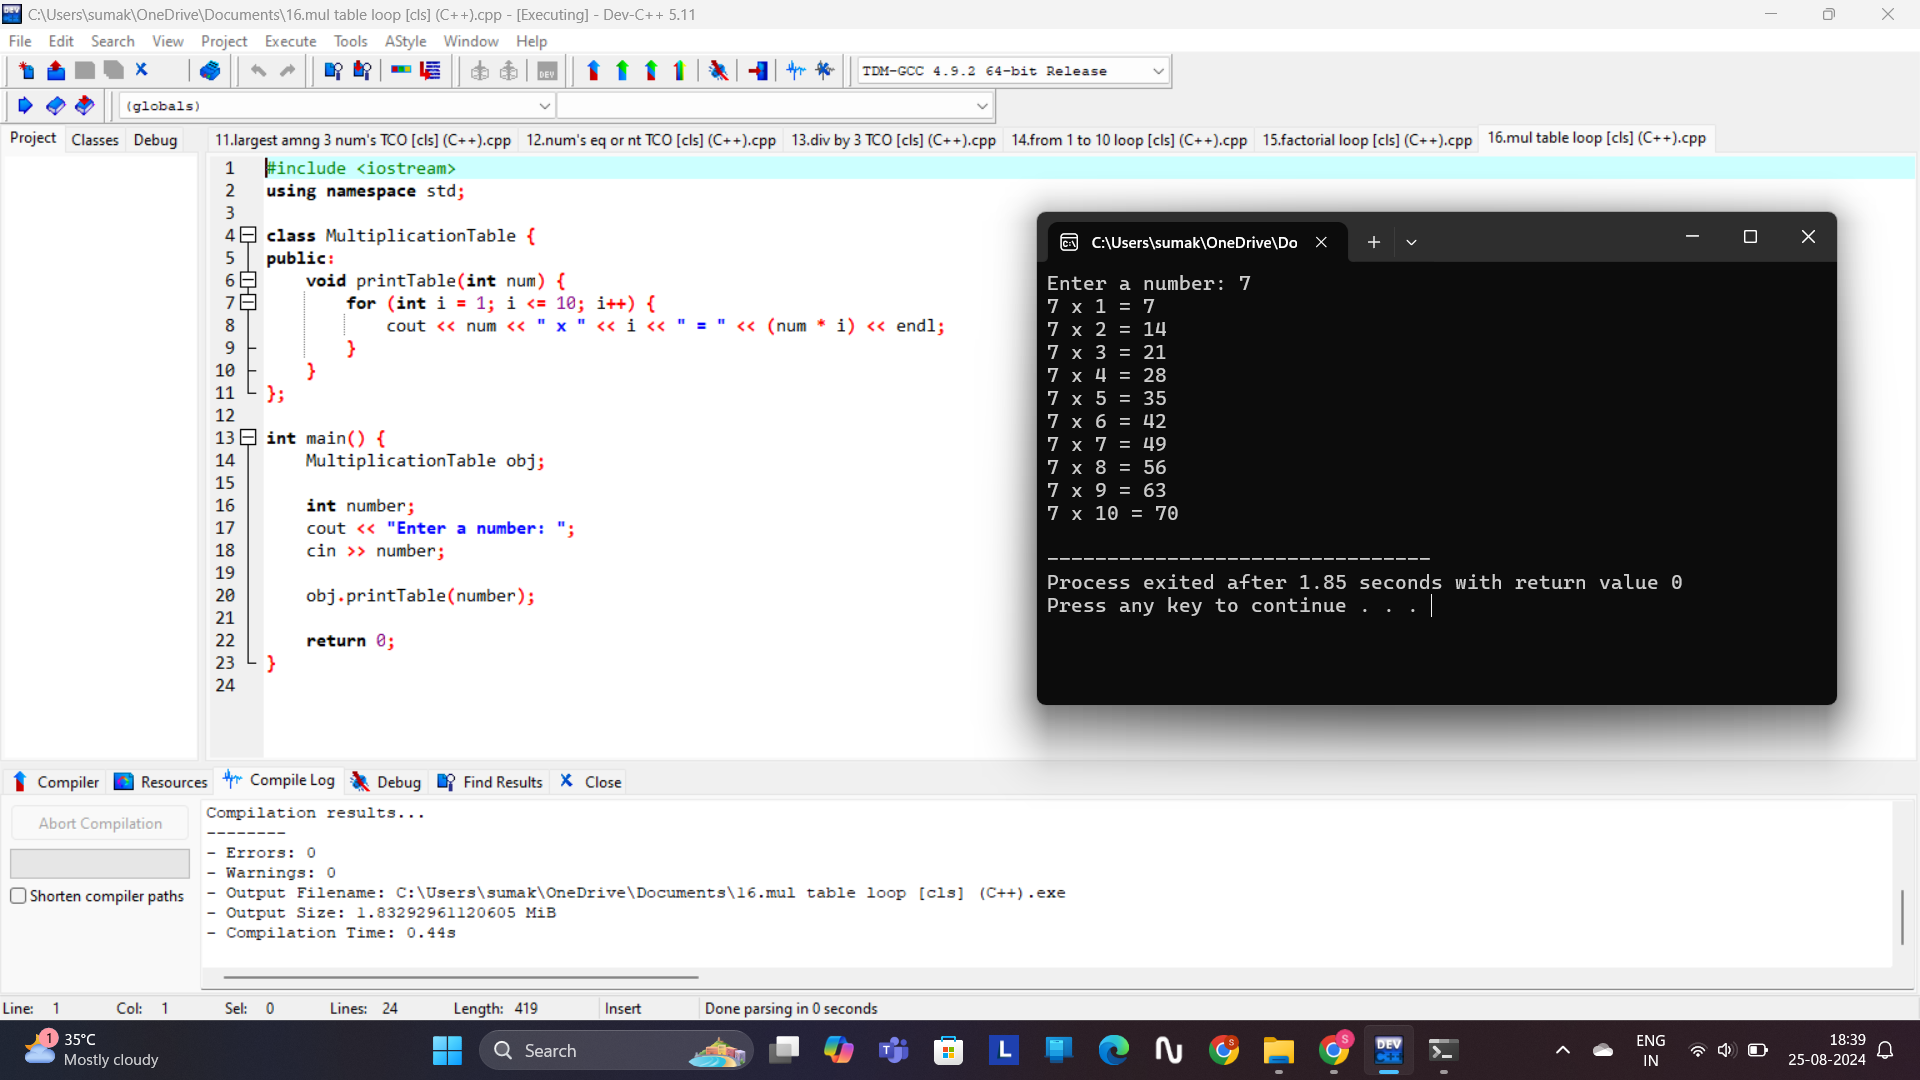 C:\Users\sumak\OneDrive\Documents\16.mul table loop [cls] (C++).cpp - [Executing] - Dev-C++ 5.11
File Edit Search View Project Execute Tools AStyle Window Help
TDM-GCC 4.9.2 64-bit Release
(globals)
Project Classes Debug
11.largest amng 3 num's TCO [cls] (C++).cpp 12.num's eq or nt TCO [cls] (C++).cpp 13.div by 3 TCO [cls] (C++).cpp 14.from 1 to 10 loop [cls] (C++).cpp 15.factorial loop [cls] (C++).cpp 16.mul table loop [cls] (C++).cpp
1 #include <iostream>
2 using namespace std;
3
4 class MultiplicationTable {
5 public:
6 void printTable(int num) {
7 for (int i = 1; i <= 10; i++) {
8 cout << num << " x " << i << " = " << (num * i) << endl;
9 }
10 }
11 };
12
13 int main() {
14 MultiplicationTable obj;
15
16 int number;
17 cout << "Enter a number: ";
18 cin >> number;
19
20 obj.printTable(number);
21
22 return 0;
23 }
24
C:\Users\sumak\OneDrive\Do
Enter a number: 7
7 x 1 = 7
7 x 2 = 14
7 x 3 = 21
7 x 4 = 28
7 x 5 = 35
7 x 6 = 42
7 x 7 = 49
7 x 8 = 56
7 x 9 = 63
7 x 10 = 70
--------------------------------
Process exited after 1.85 seconds with return value 0
Press any key to continue . . .
Compiler Resources Compile Log Debug Find Results Close
Abort Compilation
Shorten compiler paths
Compilation results...
--------
- Errors: 0
- Warnings: 0
- Output Filename: C:\Users\sumak\OneDrive\Documents\16.mul table loop [cls] (C++).exe
- Output Size: 1.83292961120605 MiB
- Compilation Time: 0.44s
Line: 1 Col: 1 Sel: 0 Lines: 24 Length: 419 Insert Done parsing in 0 seconds
1
35°C
Mostly cloudy
Search
L
S
S
DEV
C++
ENG
IN
18:39
25-08-2024